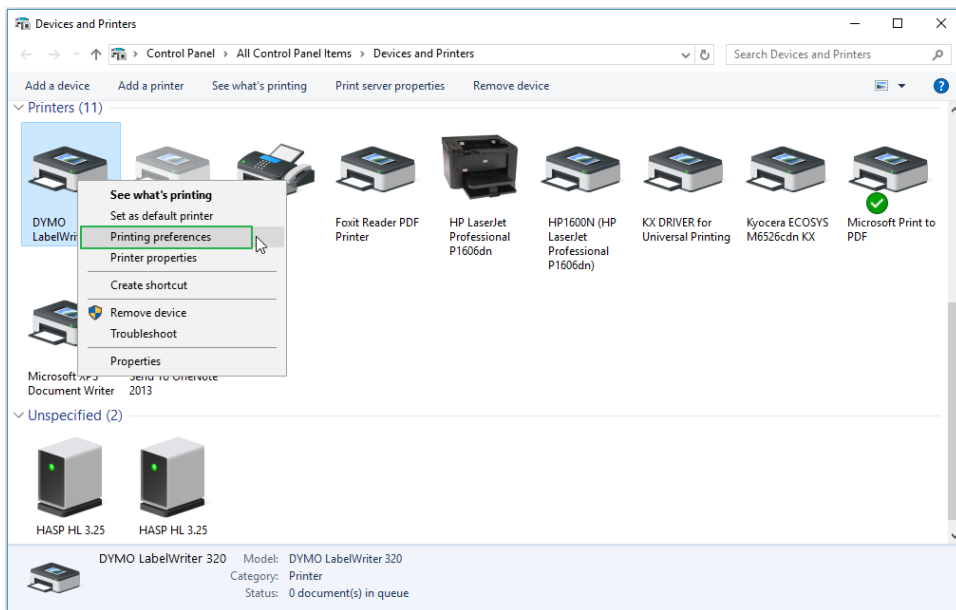 Devices and Printers
Control Panel > All Control Panel Items > Devices and Printers
Search Devices and Printers
Add a device Add a printer See what's printing Print server properties Remove device
Printers (11)
See what's printing
Set as default printer
Printing preferences
Printer properties
Create shortcut
Remove device
Troubleshoot
Properties
DYMO
Foxit Reader PDF
Printer
HP LaserJet
Professional
P1606dn
HP1600N (HP
LaserJet
Professional
P1606dn)
KX DRIVER for
Universal Printing
Kyocera ECOSYS
M6526cdn KX
Microsoft Print to
PDF
Microsoft XPS
Document Writer
Send To OneNote
2013
Unspecified (2)
HASP HL 3.25
HASP HL 3.25
DYMO LabelWriter 320 Model: DYMO LabelWriter 320
Category: Printer
Status: 0 document(s) in queue